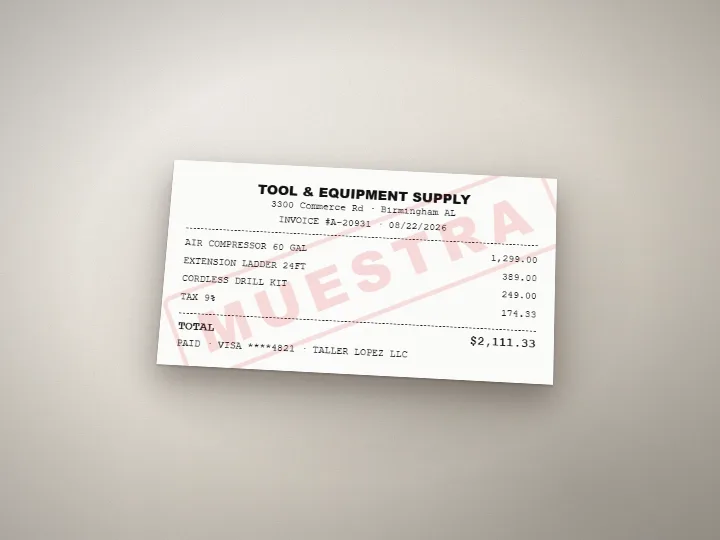 TOOL & EQUIPMENT SUPPLY
3300 Commerce Rd · Birmingham AL
INVOICE #A-20931 · 08/22/2026
AIR COMPRESSOR 60 GAL 1,299.00
EXTENSION LADDER 24FT 389.00
CORDLESS DRILL KIT 249.00
TAX 9% 174.33
TOTAL $2,111.33
PAID · VISA ****4821 · TALLER LOPEZ LLC
MUESTRA